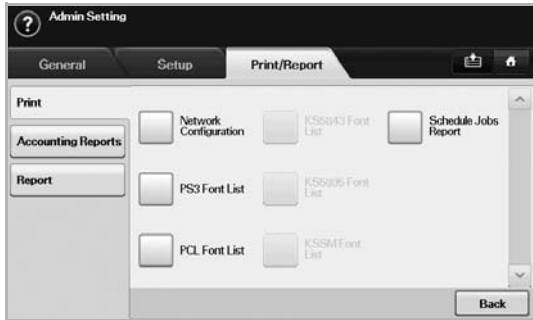 ?
Admin Setting
General
Setup
Print/Report
Print
Accounting Reports
Report
Network
Configuration
KS5843 Font
List
Schedule Jobs
Report
PS3 Font List
KS5895 Font
List
PCL Font List
KSSM Font
List
Back